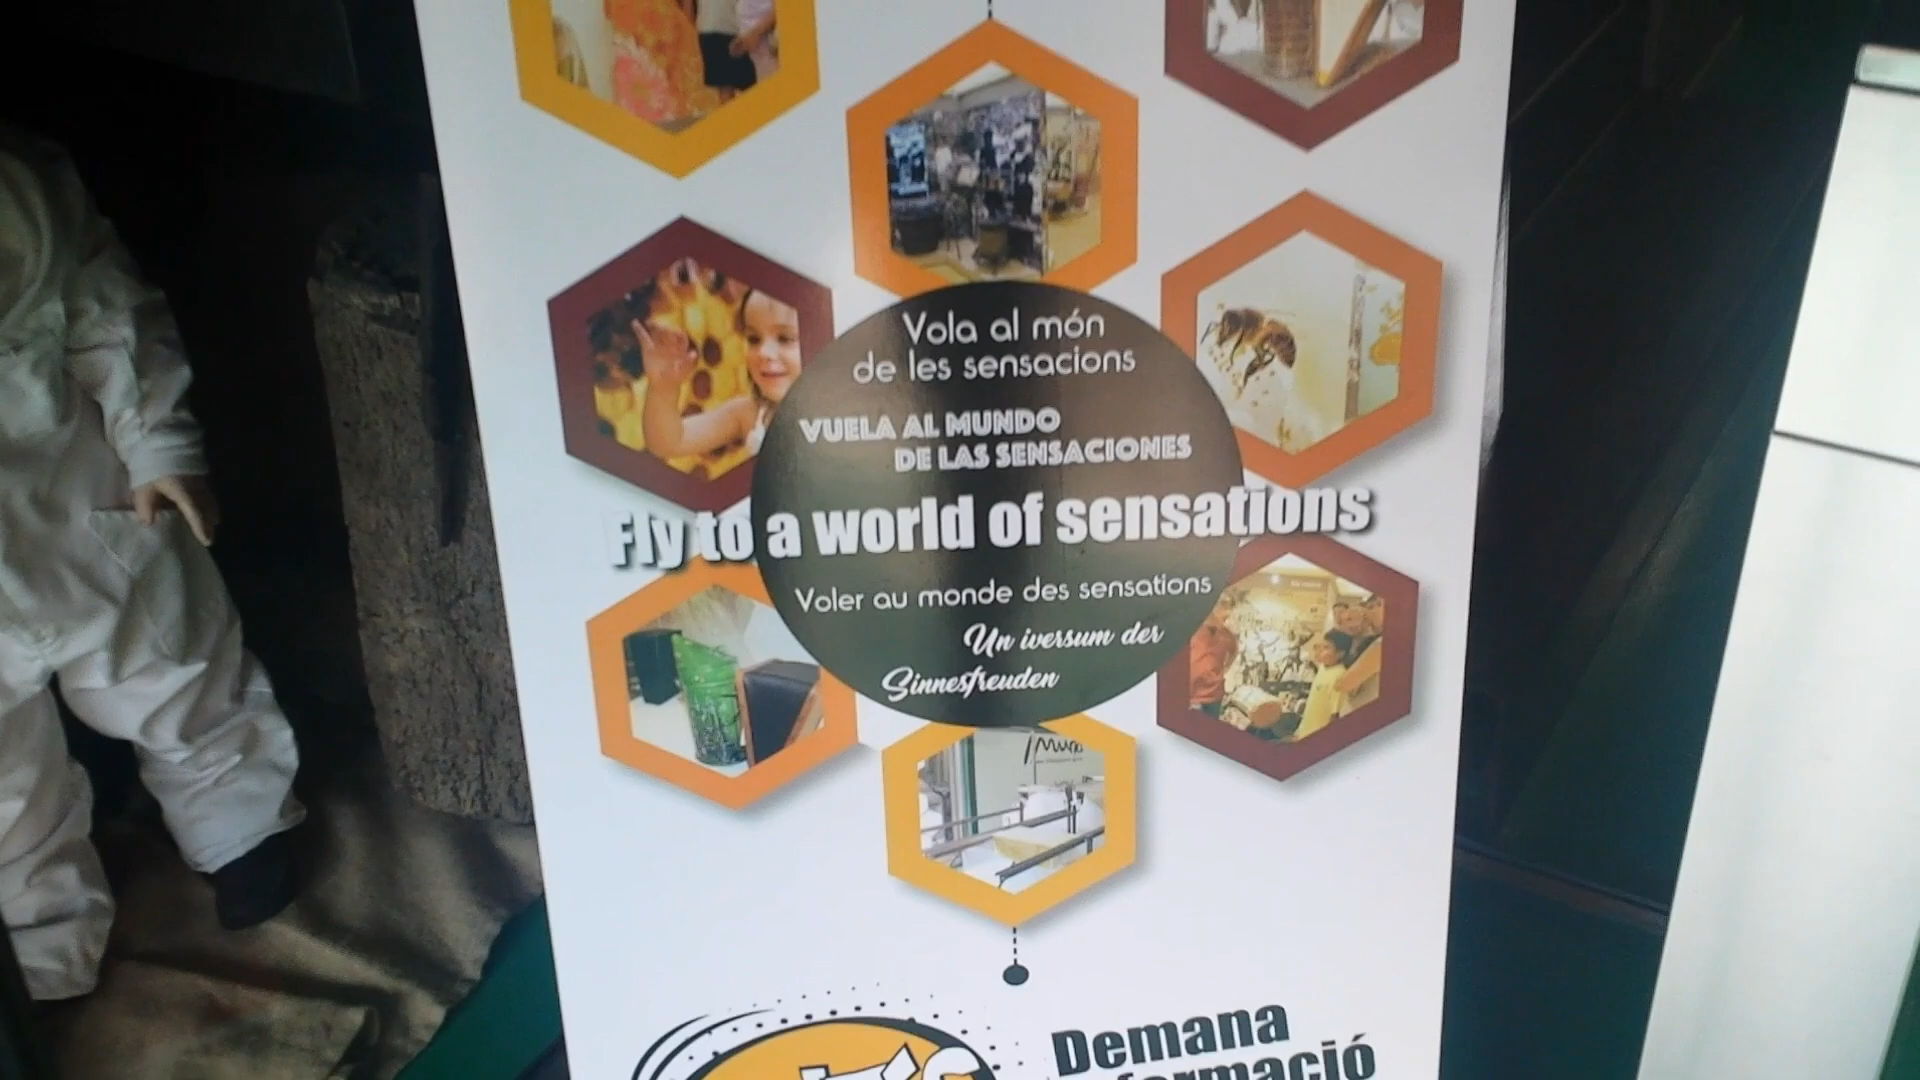 Vola al món
de les sensacions
VUELA AL MUNDO
DE LAS SENSACIONES
Fly to a world of sensations
Voler au monde des sensations
Un iversum der
Sinnesfreuden
Demana